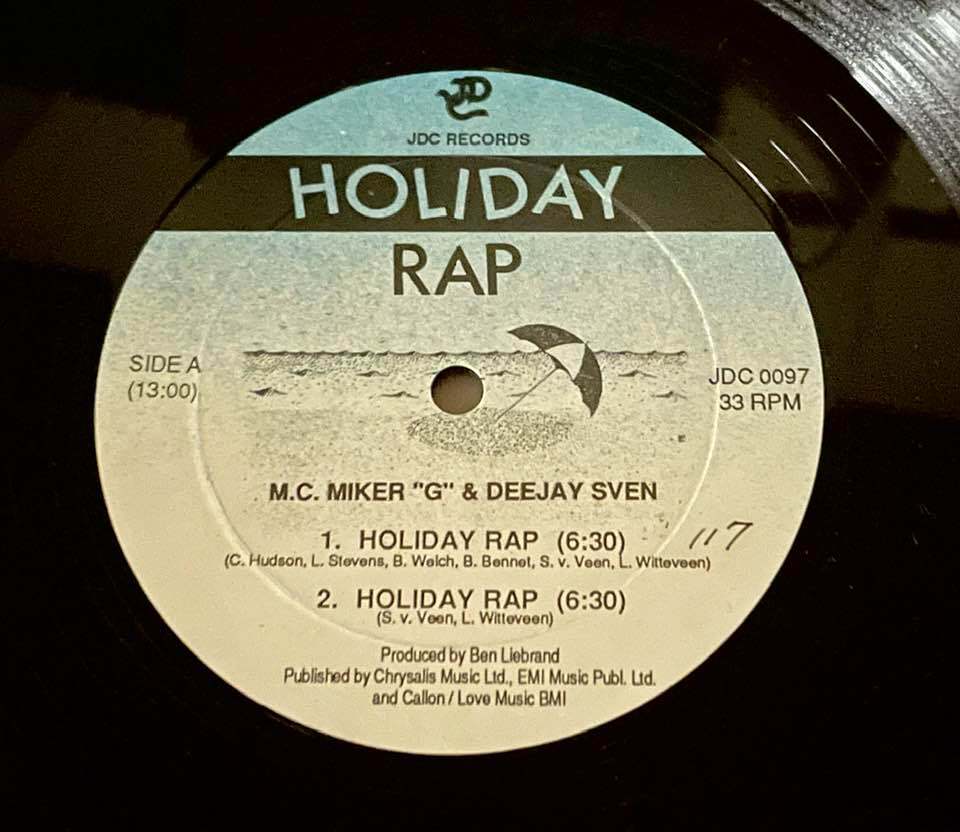 JDC
JDC RECORDS
HOLIDAY
RAP
SIDE A
(13:00)
JDC 0097
33 RPM
M.C. MIKER "G" & DEEJAY SVEN
1. HOLIDAY RAP (6:30)
117
(C. Hudson, L. Stevens, B. Welch, B. Bennet, S. v. Veen, L. Witteveen)
2. HOLIDAY RAP (6:30)
(S. v. Veen, L. Witteveen)
Produced by Ben Liebrand
Published by Chrysalis Music Ltd., EMI Music Publ. Ltd.
and Callon / Love Music BMI